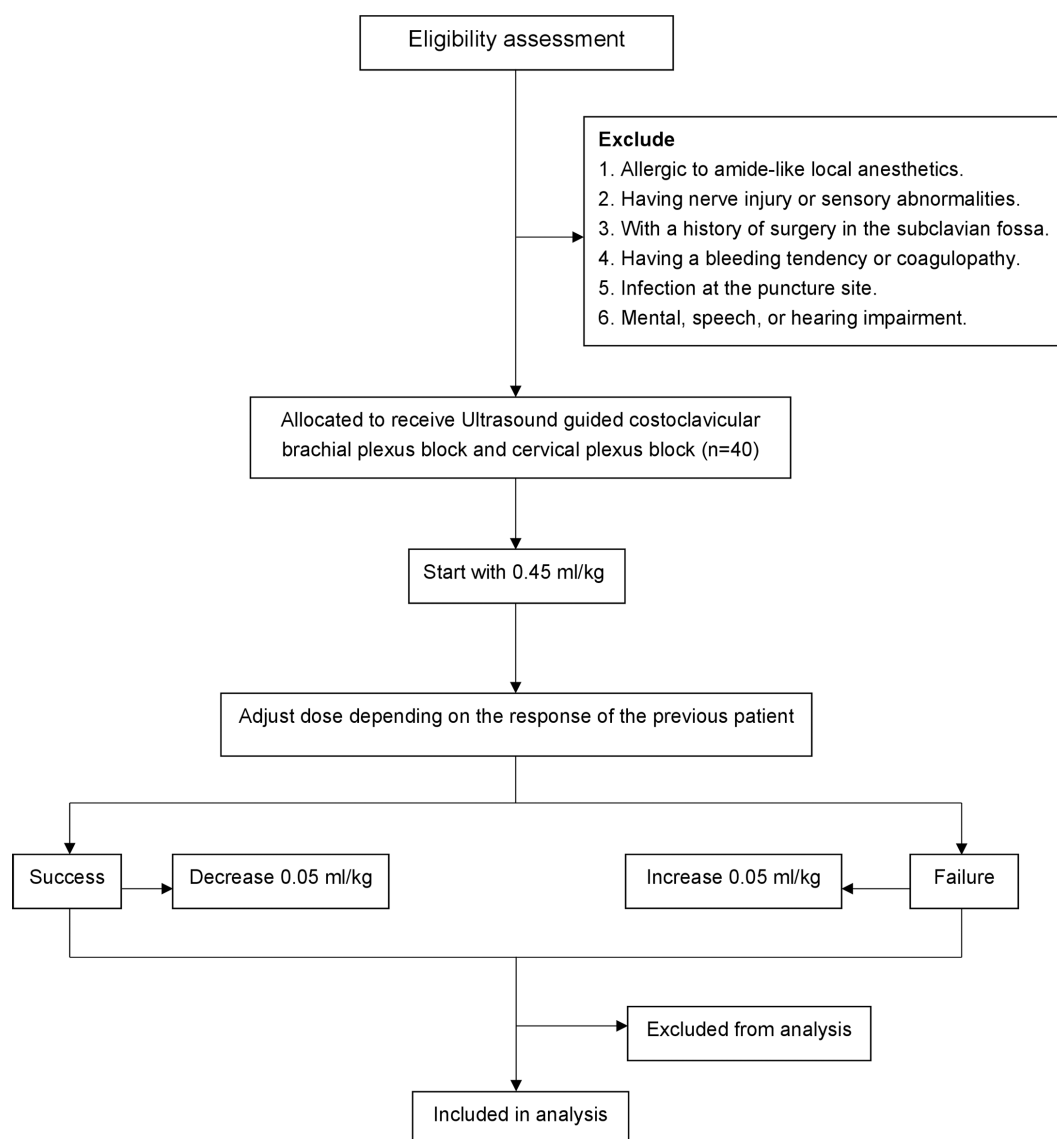 Eligibility assessment
Exclude
1. Allergic to amide-like local anesthetics.
2. Having nerve injury or sensory abnormalities.
3. With a history of surgery in the subclavian fossa.
4. Having a bleeding tendency or coagulopathy.
5. Infection at the puncture site.
6. Mental, speech, or hearing impairment.
Allocated to receive Ultrasound guided costoclavicular
brachial plexus block and cervical plexus block (n=40)
Start with 0.45 ml/kg
Adjust dose depending on the response of the previous patient
Success
Decrease 0.05 ml/kg
Increase 0.05 ml/kg
Failure
Excluded from analysis
Included in analysis